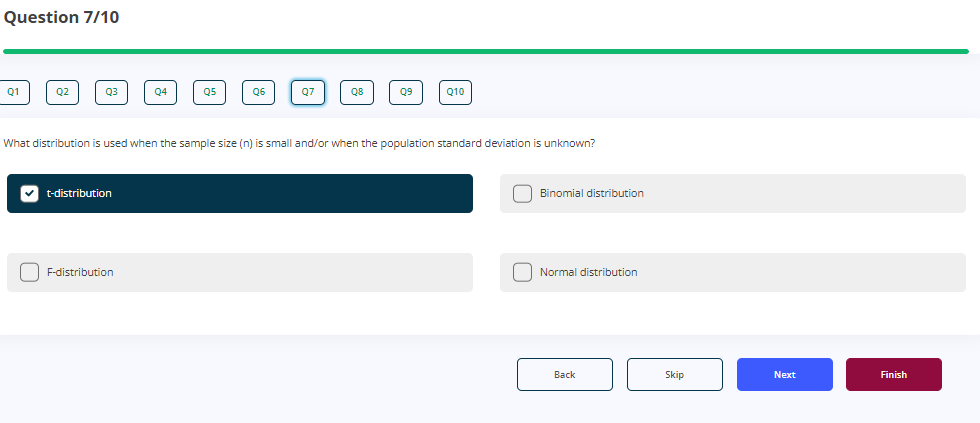 Question 7/10
Q1 Q2 Q3 Q4 Q5 Q6 Q7 Q8 Q9 Q10
What distribution is used when the sample size (n) is small and/or when the population standard deviation is unknown?
t-distribution
Binomial distribution
F-distribution
Normal distribution
Back Skip Next Finish